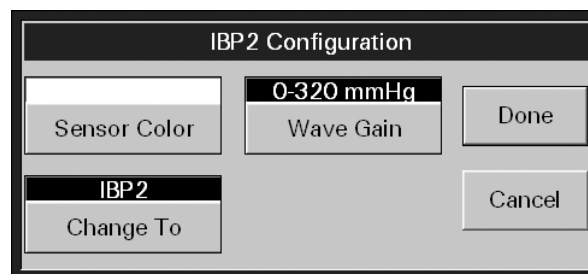 IBP2 Configuration
0-320 mmHg
Sensor Color
Wave Gain
Done
IBP2
Change To
Cancel